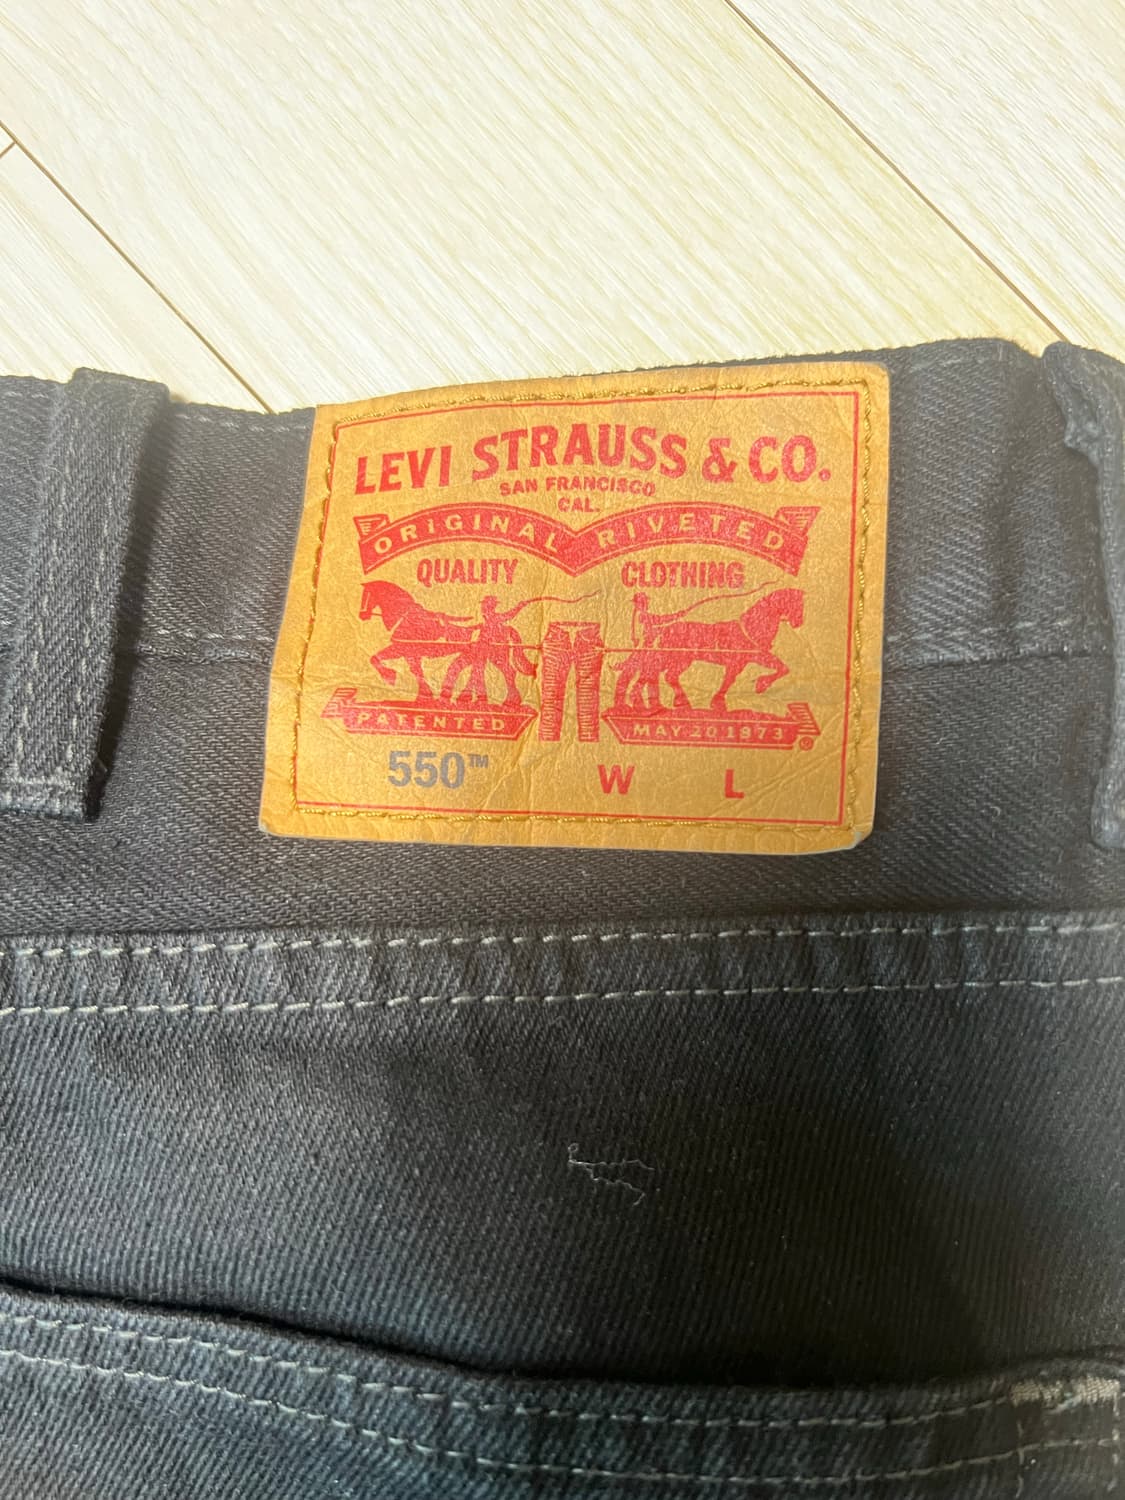 LEVI STRAUSS & CO.
SAN FRANCISCO
CAL.
ORIGINAL RIVETED
QUALITY CLOTHING
PATENTED MAY 20 1873 ®
550™ W L